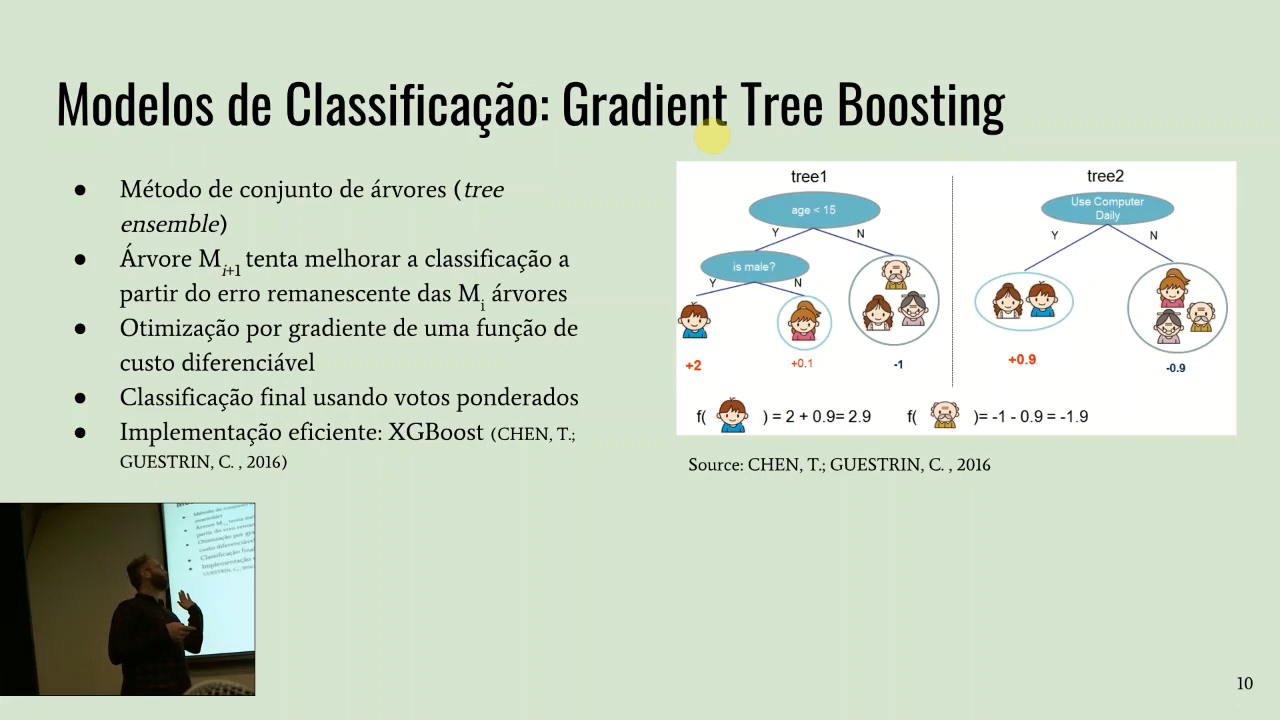 Modelos de Classificação: Gradient Tree Boosting
● Método de conjunto de árvores (tree
ensemble)
● Árvore Mi+1 tenta melhorar a classificação a
partir do erro remanescente das Mi árvores
● Otimização por gradiente de uma função de
custo diferenciável
● Classificação final usando votos ponderados
● Implementação eficiente: XGBoost (CHEN, T.;
GUESTRIN, C. , 2016)
tree1
age < 15
Y N
is male?
Y N
+2 +0.1 -1
tree2
Use Computer
Daily
Y N
+0.9 -0.9
f( ) = 2 + 0.9= 2.9 f( )= -1 - 0.9 = -1.9
Source: CHEN, T.; GUESTRIN, C. , 2016
10